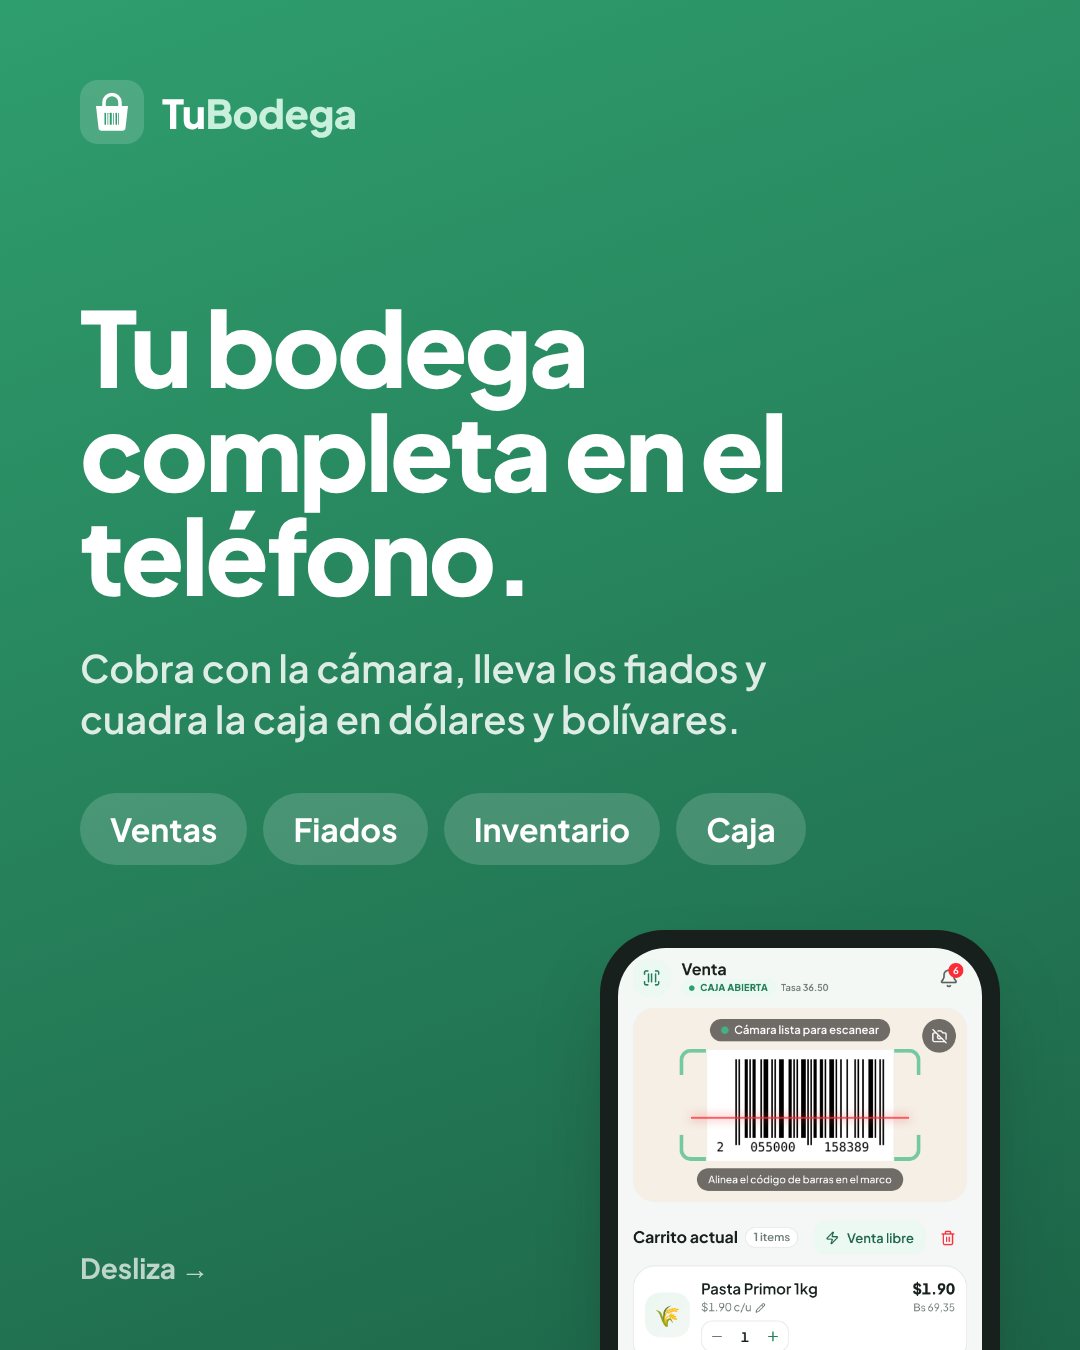 TuBodega
Tu bodega
completa en el
teléfono.
Cobra con la cámara, lleva los fiados y
cuadra la caja en dólares y bolívares.
Ventas
Fiados
Inventario
Caja
Venta
6
CAJA ABIERTA Tasa 36.50
Cámara lista para escanear
2 055000 158389
Alinea el código de barras en el marco
Carrito actual 1 items Venta libre
Pasta Primor 1kg $1.90
$1.90 c/u Bs 69,35
− 1 +
Desliza →